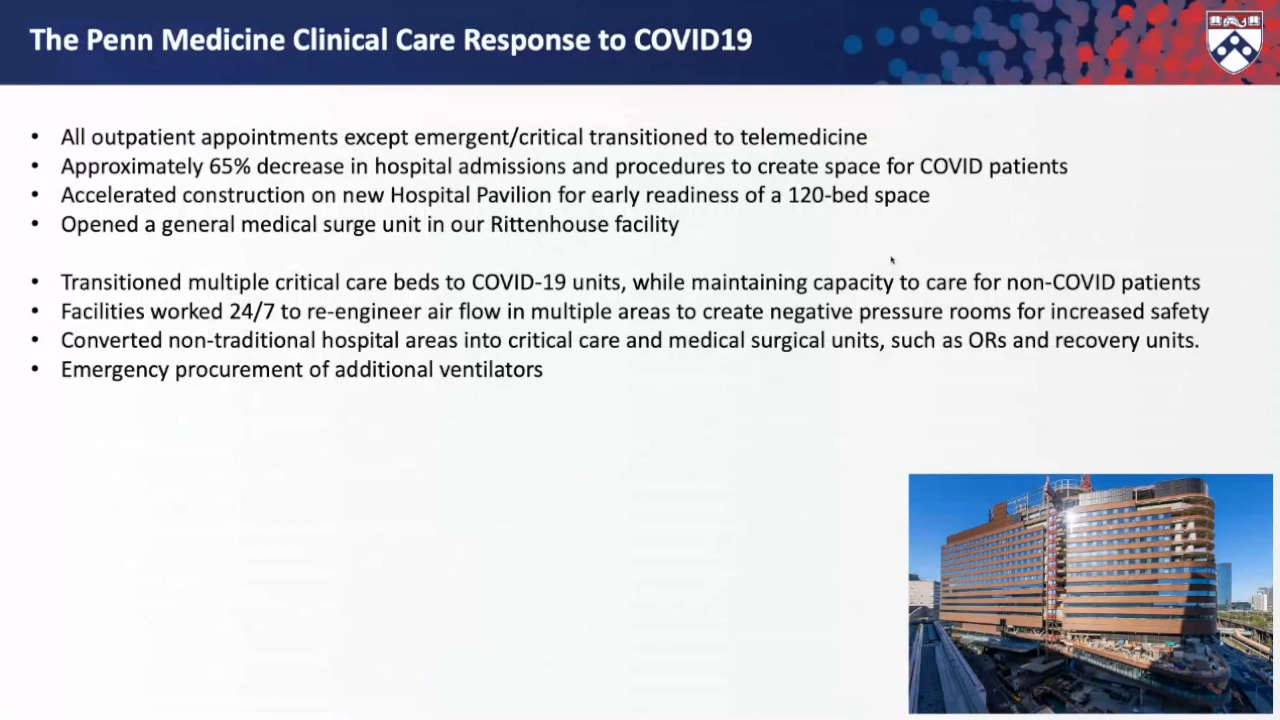 The Penn Medicine Clinical Care Response to COVID19
• All outpatient appointments except emergent/critical transitioned to telemedicine
• Approximately 65% decrease in hospital admissions and procedures to create space for COVID patients
• Accelerated construction on new Hospital Pavilion for early readiness of a 120-bed space
• Opened a general medical surge unit in our Rittenhouse facility
• Transitioned multiple critical care beds to COVID-19 units, while maintaining capacity to care for non-COVID patients
• Facilities worked 24/7 to re-engineer air flow in multiple areas to create negative pressure rooms for increased safety
• Converted non-traditional hospital areas into critical care and medical surgical units, such as ORs and recovery units.
• Emergency procurement of additional ventilators